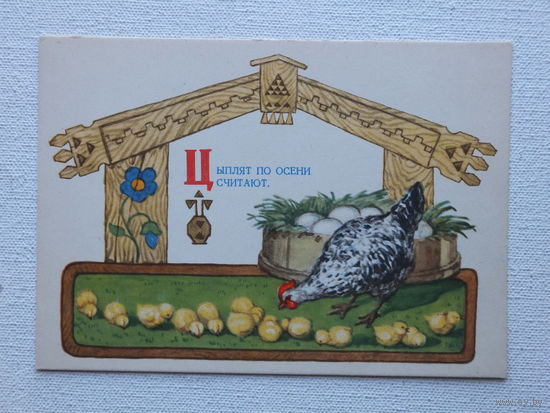 Цыплят по осени
считают.